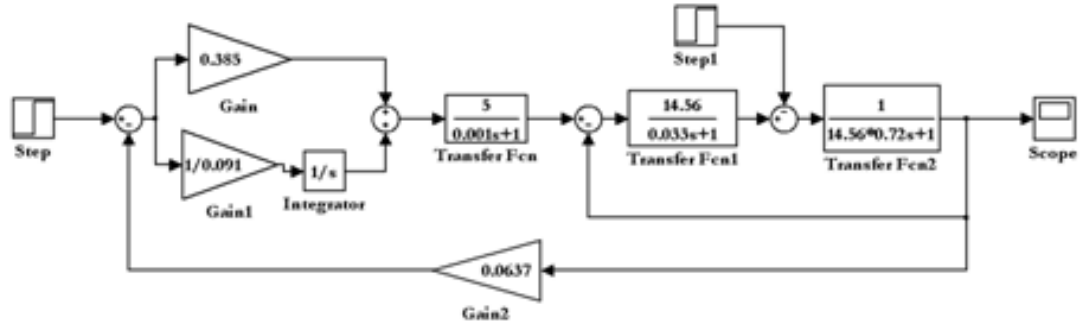 Step
+
-
0.385
Gain
1/0.091
Gain1
1/s
Integrator
+
+
5
0.001s+1
Transfer Fcn
+
-
14.56
0.033s+1
Transfer Fcn1
Step1
-
+
1
14.56*0.72s+1
Transfer Fcn2
Scope
0.0637
Gain2